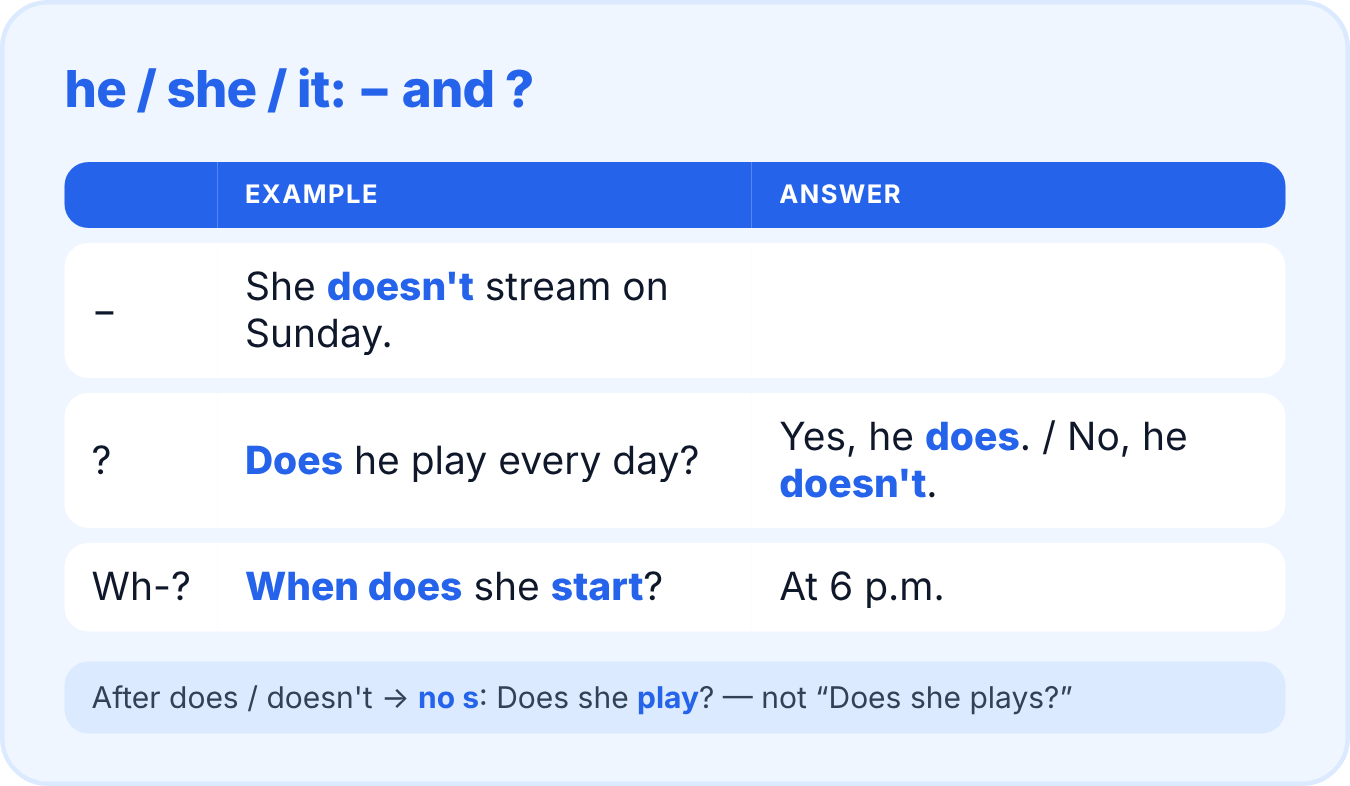 he / she / it: – and ?
EXAMPLE
ANSWER
–
She doesn't stream on
Sunday.
?
Does he play every day?
Yes, he does. / No, he
doesn't.
Wh-?
When does she start?
At 6 p.m.
After does / doesn't → no s: Does she play? — not “Does she plays?”